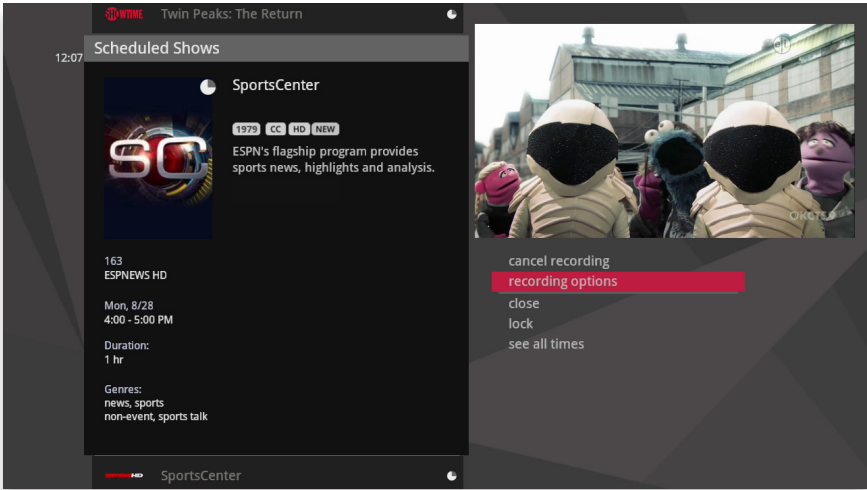 SHOWTIME Twin Peaks: The Return
12:07
Scheduled Shows
SC
SportsCenter
1979 CC HD NEW
ESPN's flagship program provides
sports news, highlights and analysis.
163
ESPNEWS HD
Mon, 8/28
4:00 - 5:00 PM
Duration:
1 hr
Genres:
news, sports
non-event, sports talk
HD SportsCenter
cancel recording
recording options
close
lock
see all times